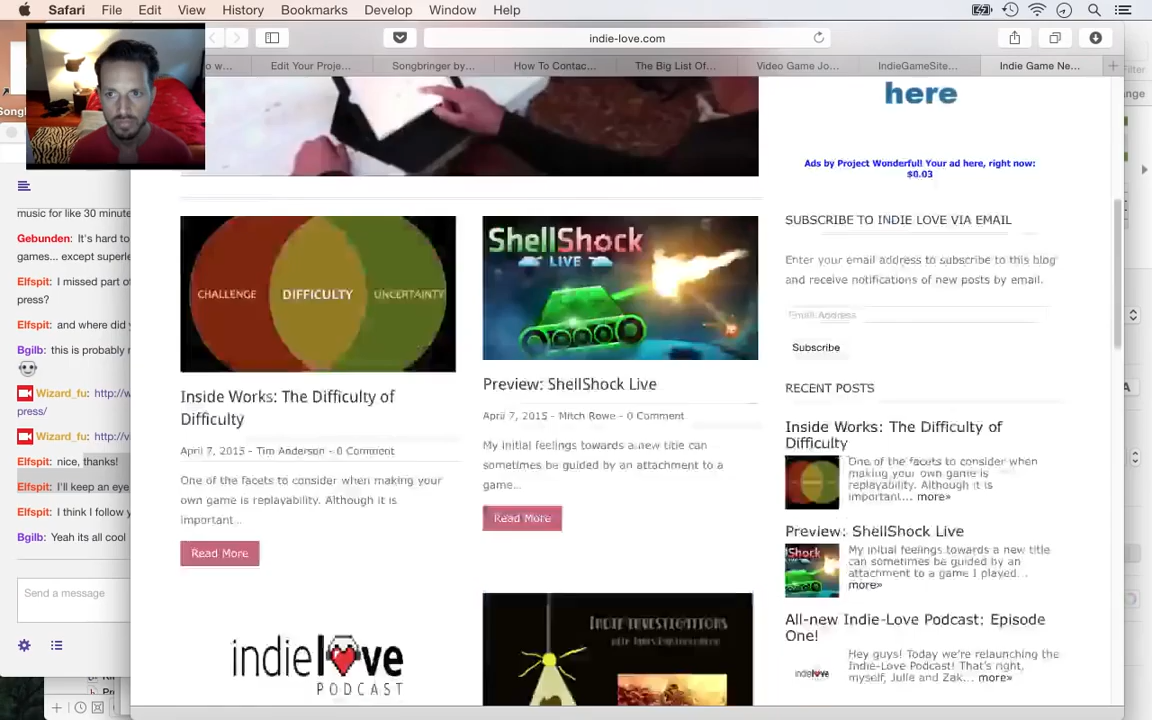 Safari File Edit View History Bookmarks Develop Window Help
indie-love.com
Edit Your Proje... Songbringer by... How To Contac... The Big List Of... Video Game Jo... IndieGameSite... Indie Game Ne...
Filter
here
Ads by Project Wonderful! Your ad here, right now:
$0.03
music for like 30 minute
Gebunden: It's hard to
games... except superle
Elfspit: I missed part of
press?
Elfspit: and where did
Bgilb: this is probably
Wizard_fu: http://w
press/
Wizard_fu: http://vi
Elfspit: nice, thanks!
Elfspit: I'll keep an eye
Elfspit: I think I follow y
Bgilb: Yeah its all cool
Send a message
CHALLENGE DIFFICULTY UNCERTAINTY
Inside Works: The Difficulty of
Difficulty
April 7, 2015 - Tim Anderson - 0 Comment
One of the facets to consider when making your
own game is replayability. Although it is
important...
Read More
ShellShock
LIVE
Preview: ShellShock Live
April 7, 2015 - Mitch Rowe - 0 Comment
My initial feelings towards a new title can
sometimes be guided by an attachment to a
game...
Read More
indielove
PODCAST
INDIE INVESTIGATIONS
SUBSCRIBE TO INDIE LOVE VIA EMAIL
Enter your email address to subscribe to this blog
and receive notifications of new posts by email.
Email Address
Subscribe
RECENT POSTS
Inside Works: The Difficulty of
Difficulty
One of the facets to consider when
making your own game is
replayability. Although it is
important... more»
Preview: ShellShock Live
My initial feelings towards a new title
can sometimes be guided by an
attachment to a game I played...
more»
All-new Indie-Love Podcast: Episode
One!
Hey guys! Today we're relaunching the
Indie-Love Podcast! That's right,
myself, Julie and Zak... more»